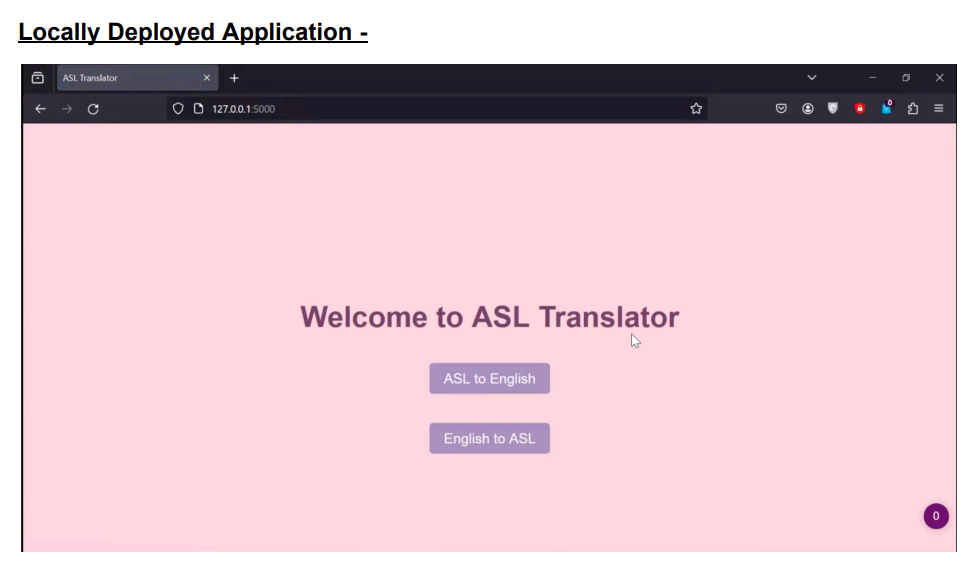 Locally Deployed Application -
ASL Translator
127.0.0.1:5000
0
Welcome to ASL Translator
ASL to English
English to ASL
0